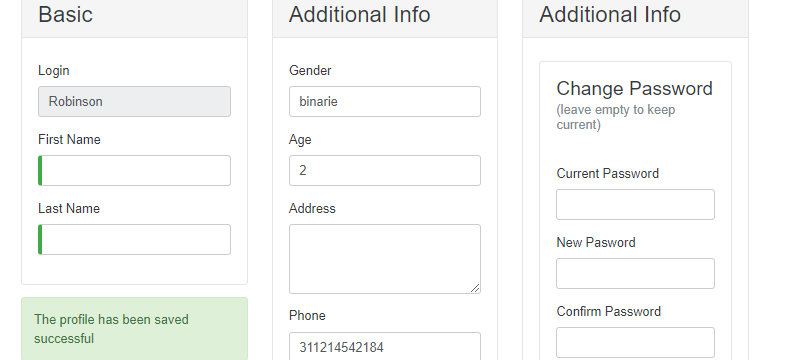 Basic
Login
Robinson
First Name
Last Name
The profile has been saved
successful
Additional Info
Gender
binarie
Age
2
Address
Phone
311214542184
Additional Info
Change Password
(leave empty to keep
current)
Current Password
New Pasword
Confirm Password